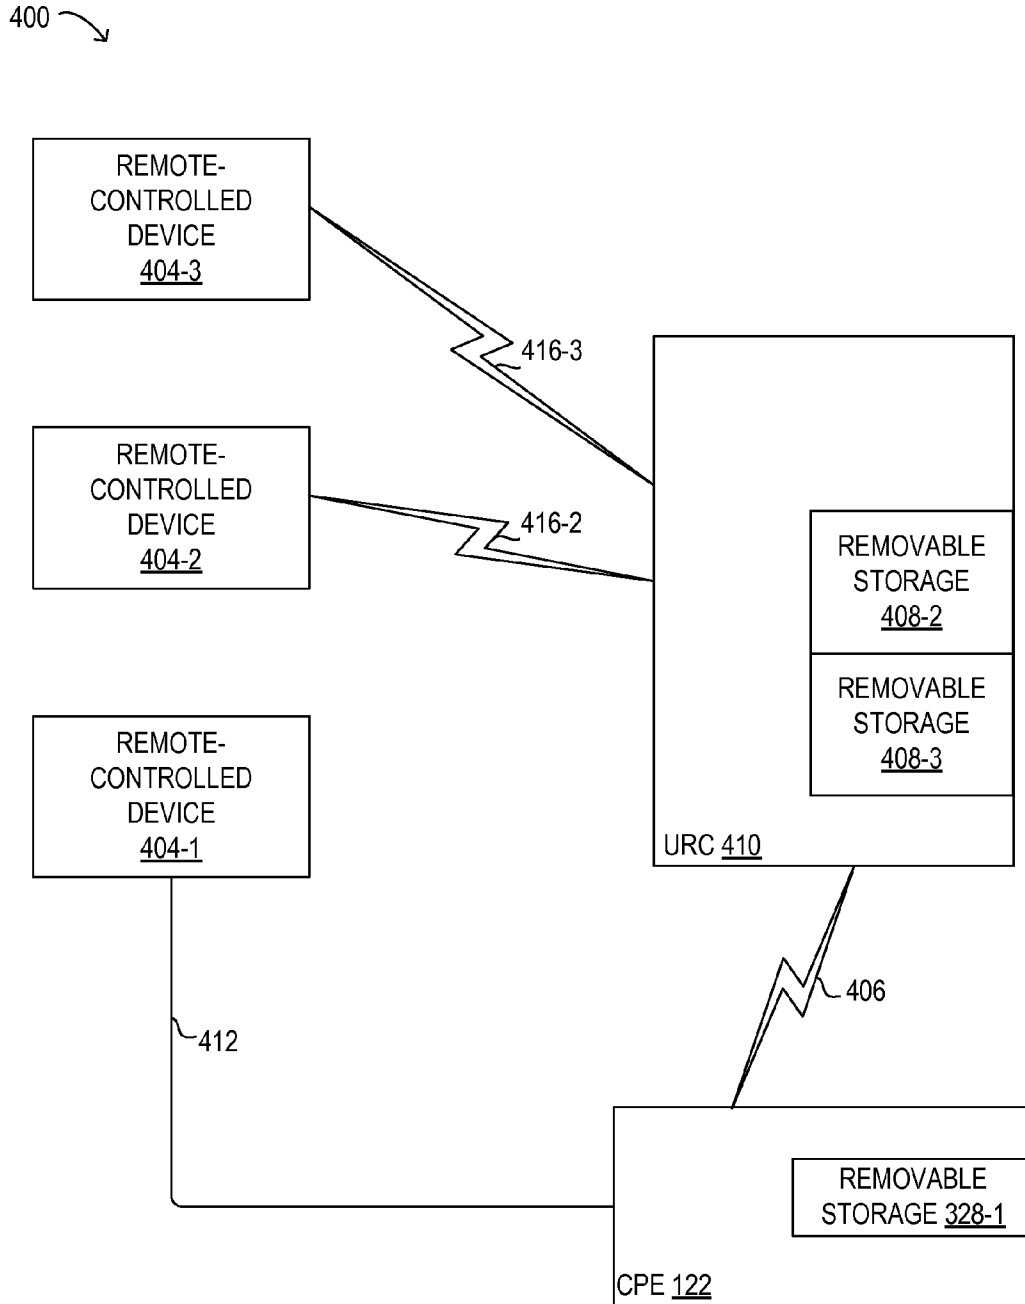 400
REMOTE-
CONTROLLED
DEVICE
404-3
416-3
REMOTE-
CONTROLLED
DEVICE
404-2
416-2
REMOVABLE
STORAGE
408-2
REMOVABLE
STORAGE
408-3
URC 410
REMOTE-
CONTROLLED
DEVICE
404-1
406
412
REMOVABLE
STORAGE 328-1
CPE 122